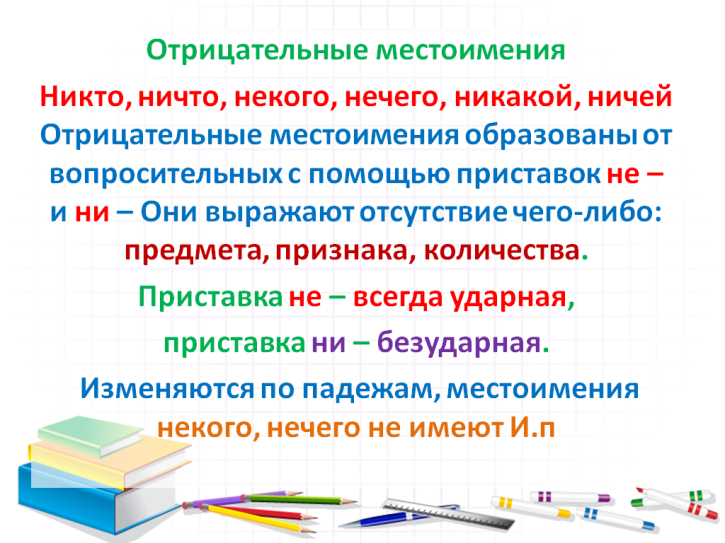 Отрицательные местоимения
Никто, ничто, некого, нечего, никакой, ничей
Отрицательные местоимения образованы от
вопросительных с помощью приставок не –
и ни – Они выражают отсутствие чего-либо:
предмета, признака, количества.
Приставка не – всегда ударная,
приставка ни – безударная.
Изменяются по падежам, местоимения
некого, нечего не имеют И.п